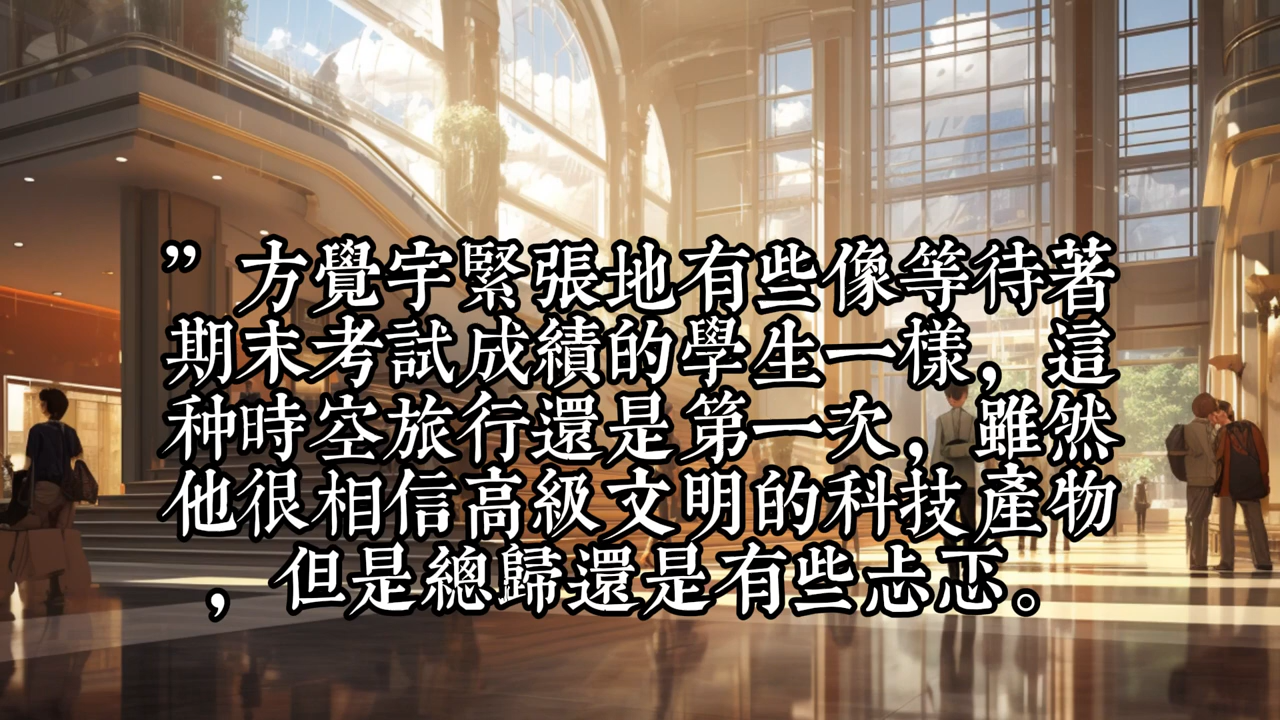 ” 方覺宇緊張地有些像等待著
期末考試成績的學生一樣，這
种時空旅行還是第一次，雖然
他很相信高級文明的科技產物
，但是總歸還是有些忐忑。